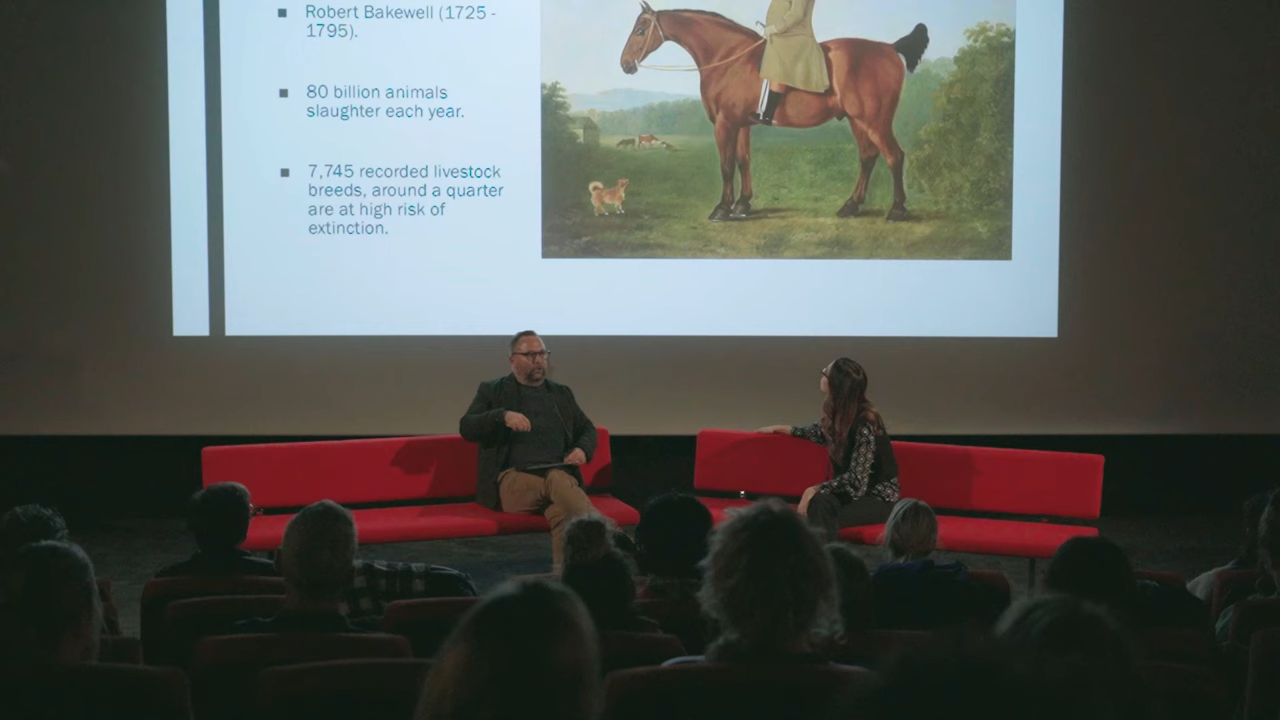 Robert Bakewell (1725 -
1795).
80 billion animals
slaughter each year.
7,745 recorded livestock
breeds, around a quarter
are at high risk of
extinction.